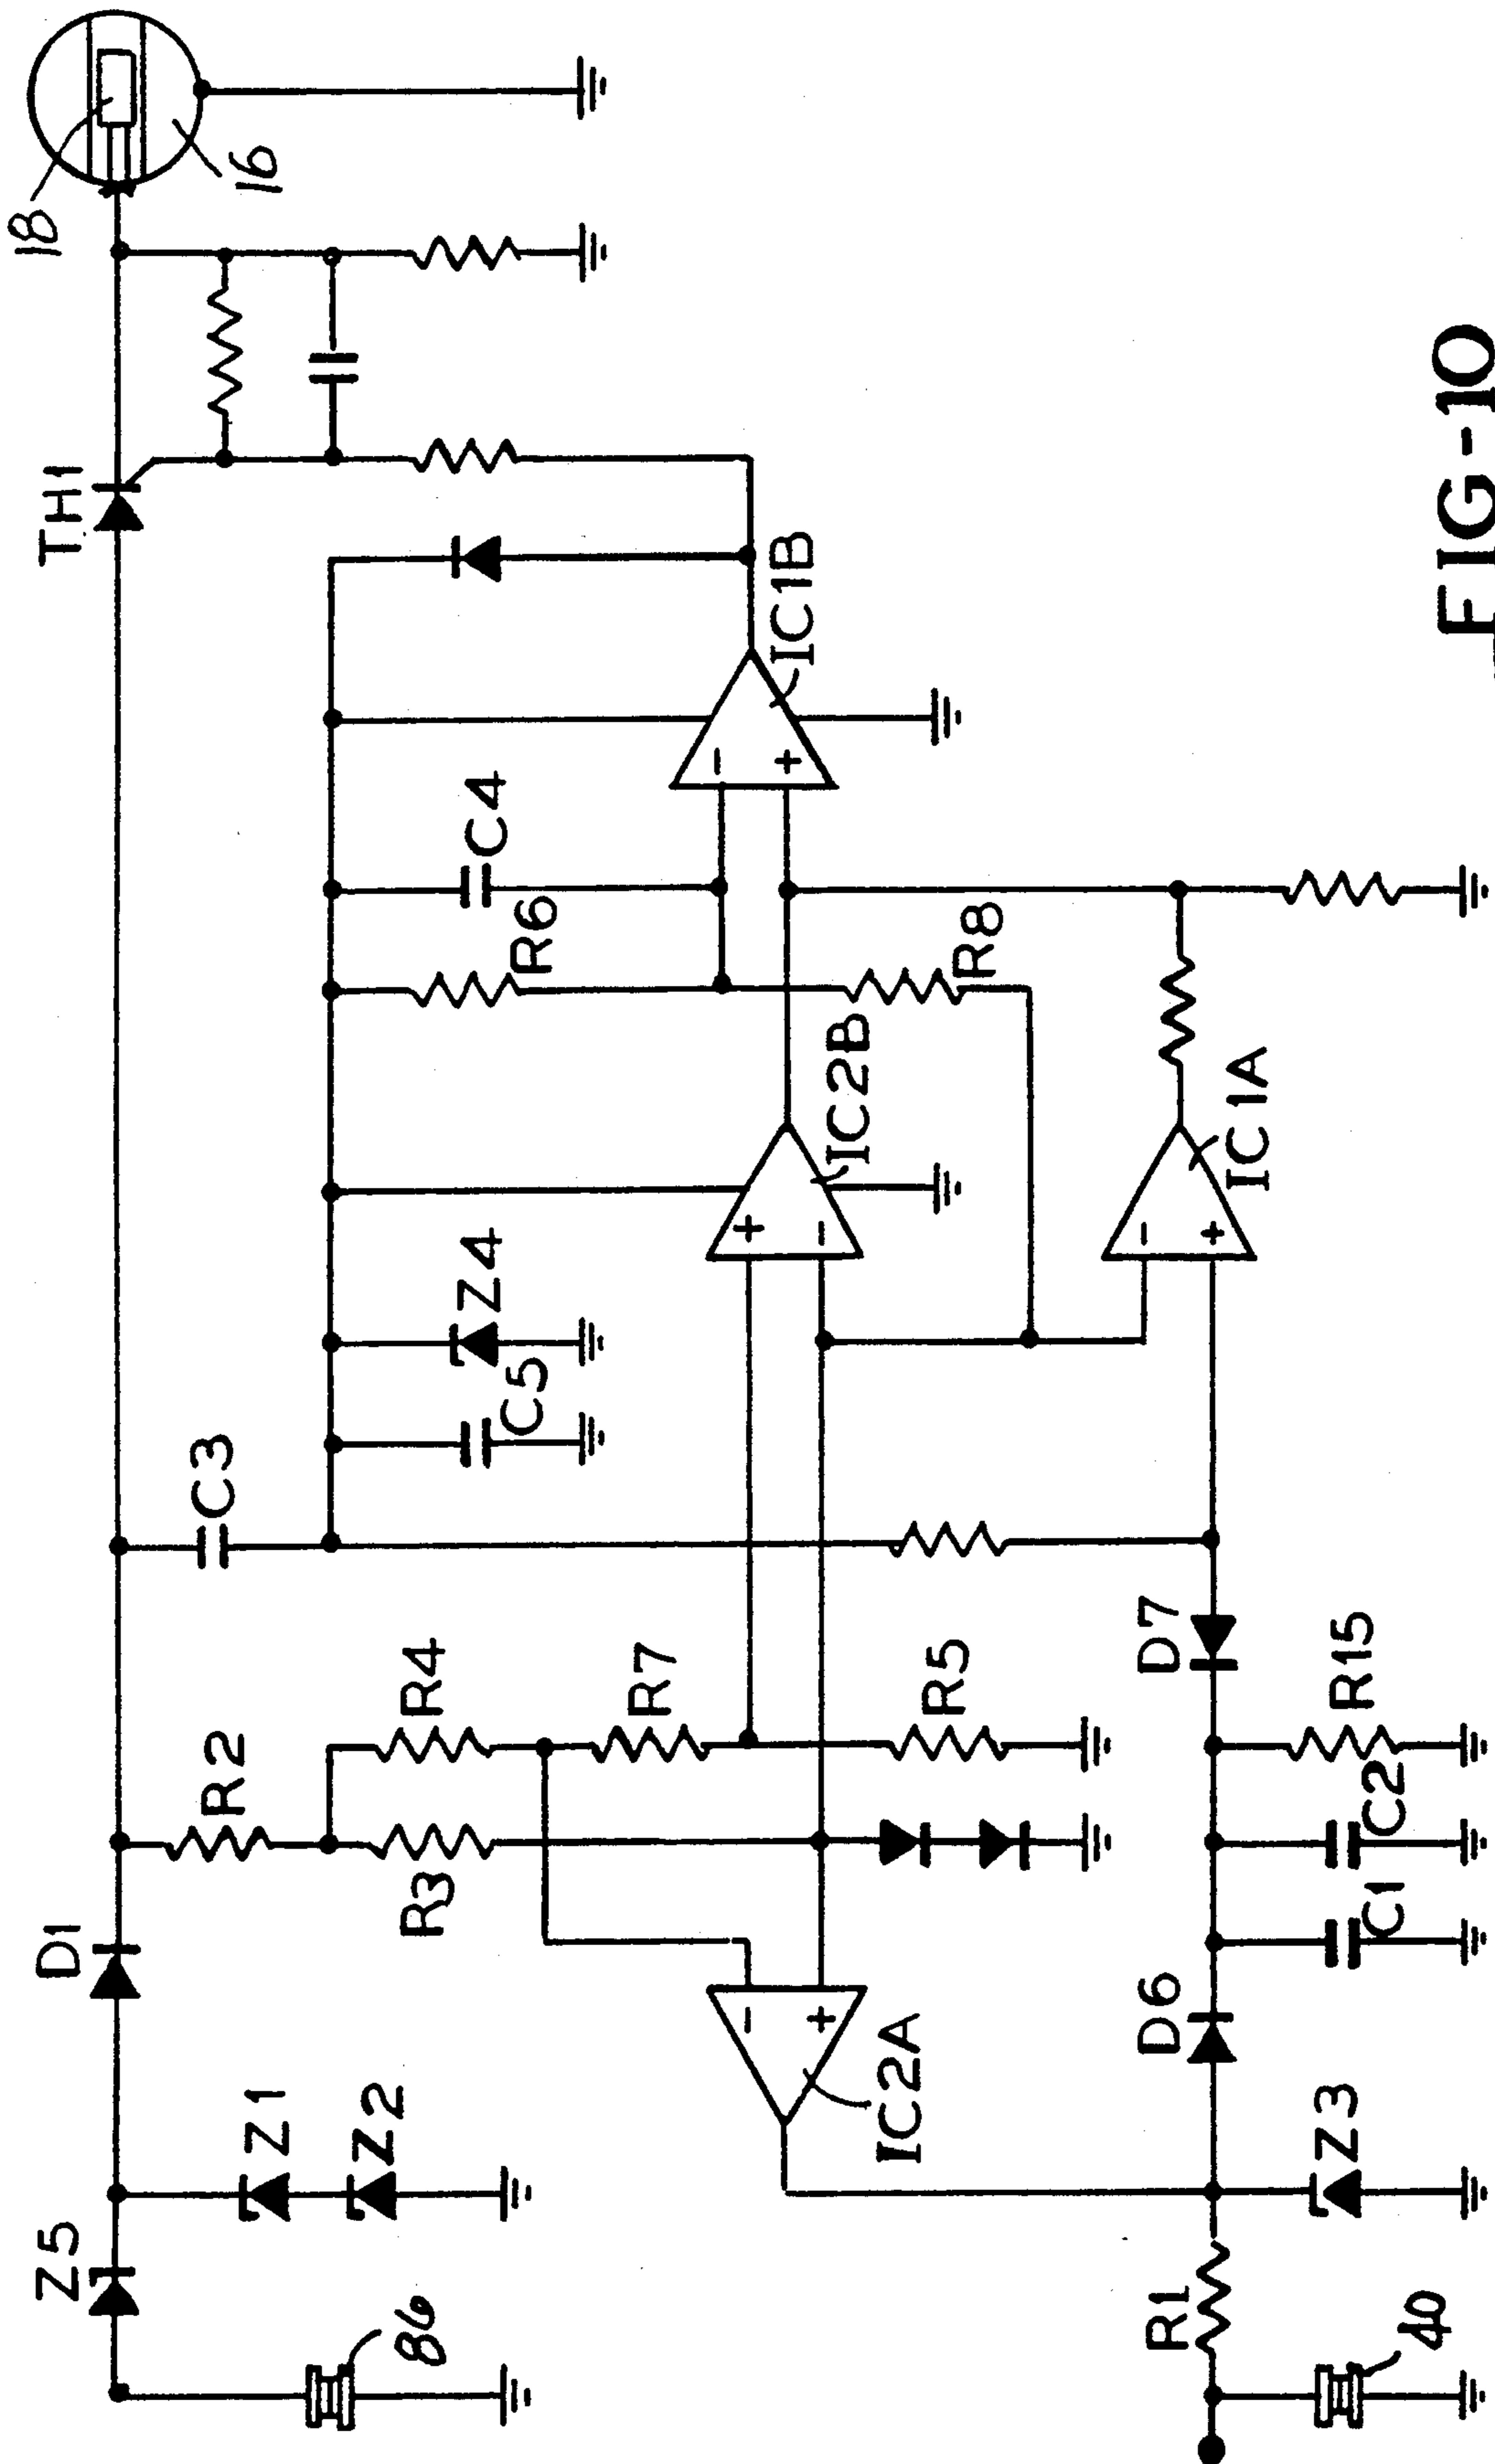 18
16
TH1
C3
D1
Z5
Z1
Z2
86
R2
R4
R3
R7
R5
C5
Z4
R6
C4
R8
IC1B
IC2B
IC2A
IC1A
- +
+ -
- +
- +
R1
40
Z3
D6
C1
C2
R15
D7
FIG-10